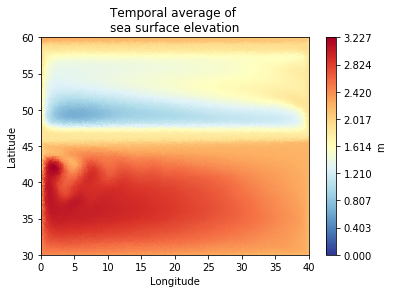 Temporal average of
sea surface elevation
60
55
50
45
40
35
30
Latitude
0 5 10 15 20 25 30 35 40
Longitude
3.227
2.824
2.420
2.017
1.614
1.210
0.807
0.403
0.000
m